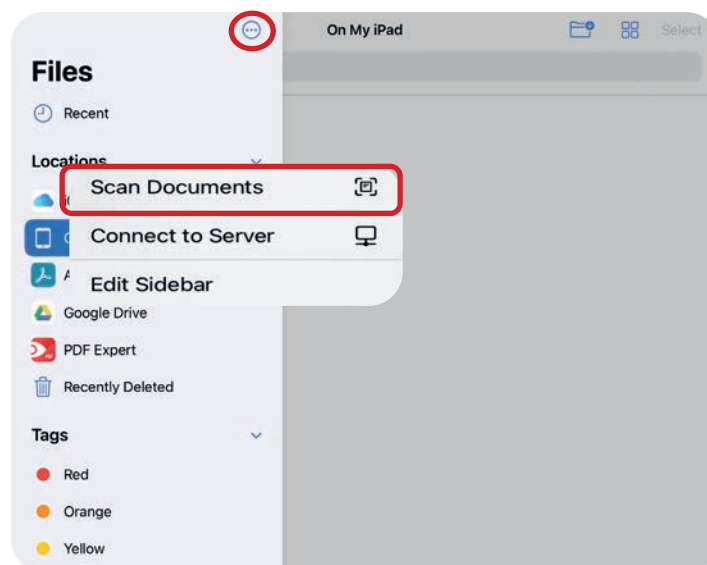 On My iPad
Select
Files
Recent
Locations
Scan Documents
Connect to Server
Edit Sidebar
Google Drive
PDF Expert
Recently Deleted
Tags
Red
Orange
Yellow